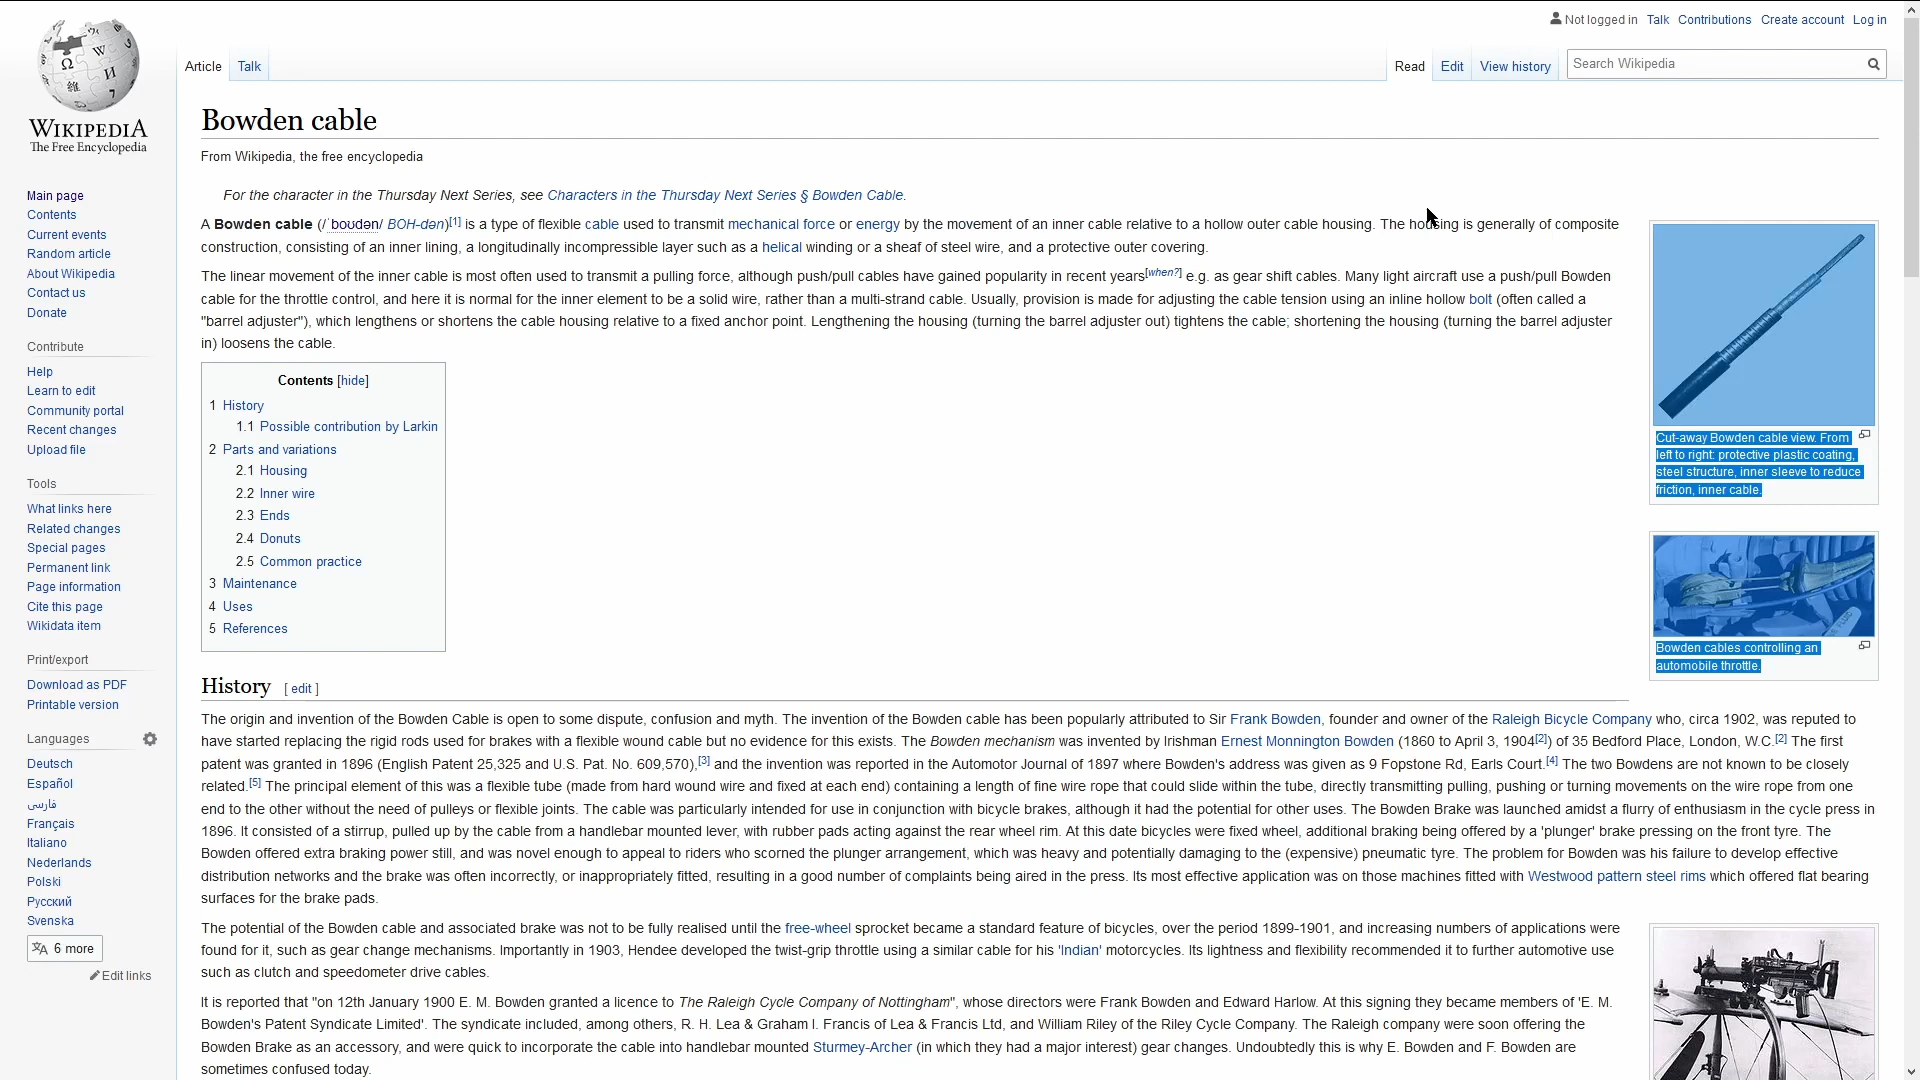 Not logged in Talk Contributions Create account Log in
Article Talk
Read Edit View history Search Wikipedia
WIKIPEDIA
The Free Encyclopedia
Main page
Contents
Current events
Random article
About Wikipedia
Contact us
Donate
Contribute
Help
Learn to edit
Community portal
Recent changes
Upload file
Tools
What links here
Related changes
Special pages
Permanent link
Page information
Cite this page
Wikidata item
Print/export
Download as PDF
Printable version
Languages
Deutsch
Español
فارسی
Français
Italiano
Nederlands
Polski
Русский
Svenska
6 more
Edit links
Bowden cable
From Wikipedia, the free encyclopedia
For the character in the Thursday Next Series, see Characters in the Thursday Next Series § Bowden Cable.
A Bowden cable (/ˈboʊdən/ BOH-dən)[1] is a type of flexible cable used to transmit mechanical force or energy by the movement of an inner cable relative to a hollow outer cable housing. The housing is generally of composite
construction, consisting of an inner lining, a longitudinally incompressible layer such as a helical winding or a sheaf of steel wire, and a protective outer covering.
The linear movement of the inner cable is most often used to transmit a pulling force, although push/pull cables have gained popularity in recent years[when?] e.g. as gear shift cables. Many light aircraft use a push/pull Bowden
cable for the throttle control, and here it is normal for the inner element to be a solid wire, rather than a multi-strand cable. Usually, provision is made for adjusting the cable tension using an inline hollow bolt (often called a
"barrel adjuster"), which lengthens or shortens the cable housing relative to a fixed anchor point. Lengthening the housing (turning the barrel adjuster out) tightens the cable; shortening the housing (turning the barrel adjuster
in) loosens the cable.
Cut-away Bowden cable view. From
left to right: protective plastic coating,
steel structure, inner sleeve to reduce
friction, inner cable.
Bowden cables controlling an
automobile throttle.
Contents [hide]
1 History
1.1 Possible contribution by Larkin
2 Parts and variations
2.1 Housing
2.2 Inner wire
2.3 Ends
2.4 Donuts
2.5 Common practice
3 Maintenance
4 Uses
5 References
History [ edit ]
The origin and invention of the Bowden Cable is open to some dispute, confusion and myth. The invention of the Bowden cable has been popularly attributed to Sir Frank Bowden, founder and owner of the Raleigh Bicycle Company who, circa 1902, was reputed to
have started replacing the rigid rods used for brakes with a flexible wound cable but no evidence for this exists. The Bowden mechanism was invented by Irishman Ernest Monnington Bowden (1860 to April 3, 1904[2]) of 35 Bedford Place, London, W.C.[2] The first
patent was granted in 1896 (English Patent 25,325 and U.S. Pat. No. 609,570),[3] and the invention was reported in the Automotor Journal of 1897 where Bowden's address was given as 9 Fopstone Rd, Earls Court.[4] The two Bowdens are not known to be closely
related.[5] The principal element of this was a flexible tube (made from hard wound wire and fixed at each end) containing a length of fine wire rope that could slide within the tube, directly transmitting pulling, pushing or turning movements on the wire rope from one
end to the other without the need of pulleys or flexible joints. The cable was particularly intended for use in conjunction with bicycle brakes, although it had the potential for other uses. The Bowden Brake was launched amidst a flurry of enthusiasm in the cycle press in
1896. It consisted of a stirrup, pulled up by the cable from a handlebar mounted lever, with rubber pads acting against the rear wheel rim. At this date bicycles were fixed wheel, additional braking being offered by a 'plunger' brake pressing on the front tyre. The
Bowden offered extra braking power still, and was novel enough to appeal to riders who scorned the plunger arrangement, which was heavy and potentially damaging to the (expensive) pneumatic tyre. The problem for Bowden was his failure to develop effective
distribution networks and the brake was often incorrectly, or inappropriately fitted, resulting in a good number of complaints being aired in the press. Its most effective application was on those machines fitted with Westwood pattern steel rims which offered flat bearing
surfaces for the brake pads.
The potential of the Bowden cable and associated brake was not to be fully realised until the free-wheel sprocket became a standard feature of bicycles, over the period 1899-1901, and increasing numbers of applications were
found for it, such as gear change mechanisms. Importantly in 1903, Hendee developed the twist-grip throttle using a similar cable for his 'Indian' motorcycles. Its lightness and flexibility recommended it to further automotive use
such as clutch and speedometer drive cables.
It is reported that "on 12th January 1900 E. M. Bowden granted a licence to The Raleigh Cycle Company of Nottingham", whose directors were Frank Bowden and Edward Harlow. At this signing they became members of 'E. M.
Bowden's Patent Syndicate Limited'. The syndicate included, among others, R. H. Lea & Graham I. Francis of Lea & Francis Ltd, and William Riley of the Riley Cycle Company. The Raleigh company were soon offering the
Bowden Brake as an accessory, and were quick to incorporate the cable into handlebar mounted Sturmey-Archer (in which they had a major interest) gear changes. Undoubtedly this is why E. Bowden and F. Bowden are
sometimes confused today.